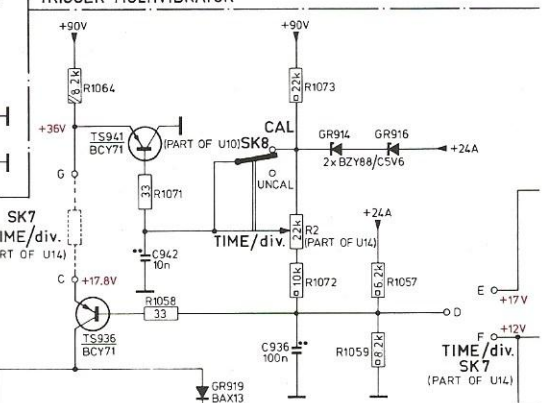 TRIGGER MULTIVIBRATOR
+90V
+90V
8.2k
R1064
22k
R1073
+36V
TS941
BCY71
(PART OF U10)
CAL
SK8
UNCAL
GR914
GR916
2xBZY88/C5V6
+24A
G
33
R1071
SK7
TIME/div.
RT OF U14)
TIME/div.
22k
R2
(PART OF U14)
+24A
C942
10n
C
+17.8V
10k
R1072
6.2k
R1057
E
+17V
R1058
33
D
TS936
BCY71
C936
100n
R1059
8.2k
F
+12V
TIME/div.
SK7
(PART OF U14)
GR919
BAX13